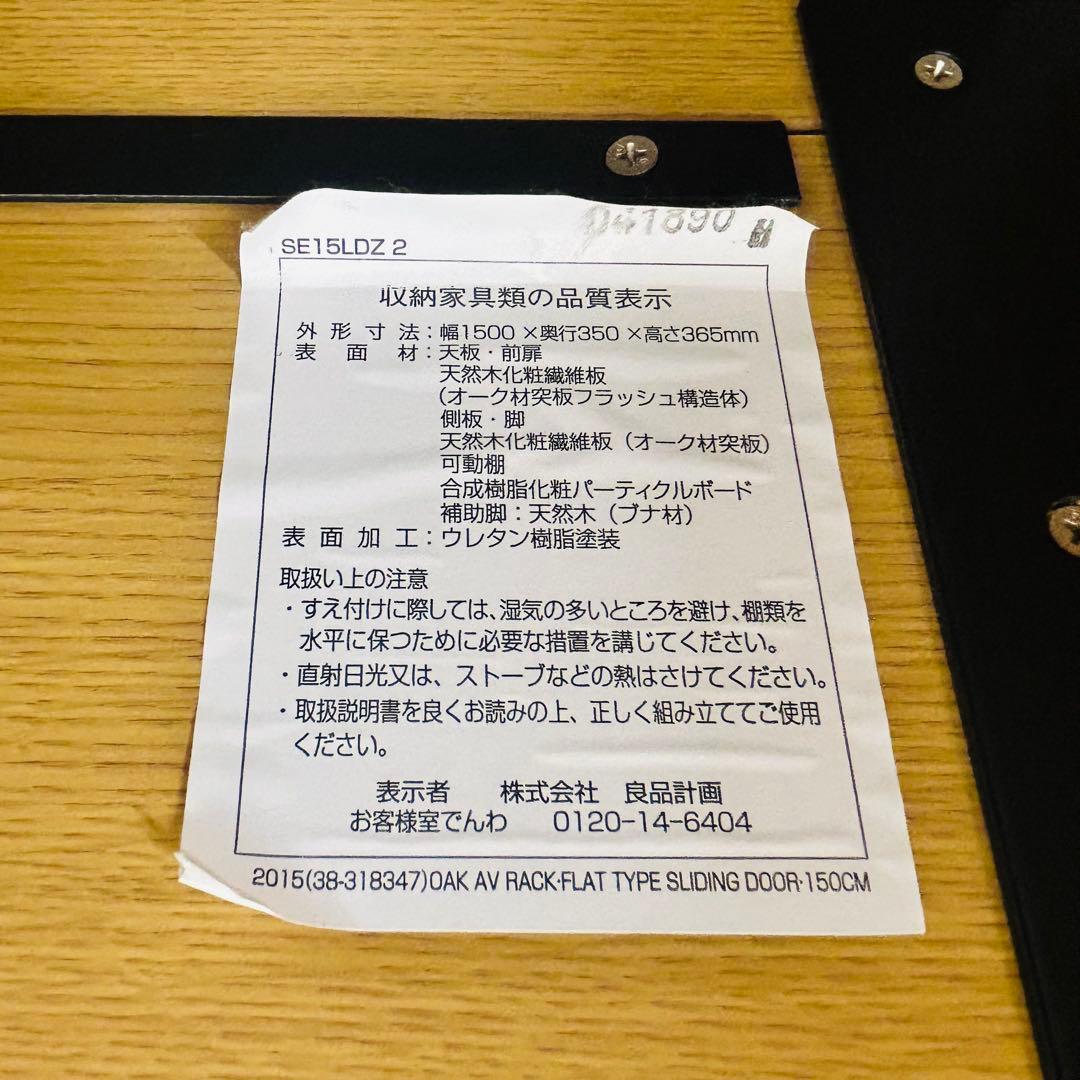 041890
SE15LDZ 2
収納家具類の品質表示
外形寸法:幅1500×奥行350×高さ365mm
表面材:天板・前扉
天然木化粧繊維板
(オーク材突板フラッシュ構造体)
側板・脚
天然木化粧繊維板(オーク材突板)
可動棚
合成樹脂化粧パーティクルボード
補助脚:天然木(ブナ材)
表面加工:ウレタン樹脂塗装
取扱い上の注意
・すえ付けに際しては、湿気の多いところを避け、棚類を
水平に保つために必要な措置を講じてください。
・直射日光又は、ストーブなどの熱はさけてください。
・取扱説明書を良くお読みの上、正しく組み立ててご使用
ください。
表示者 株式会社 良品計画
お客様室でんわ 0120-14-6404
2015(38-318347)OAK AV RACK・FLAT TYPE SLIDING DOOR・150CM